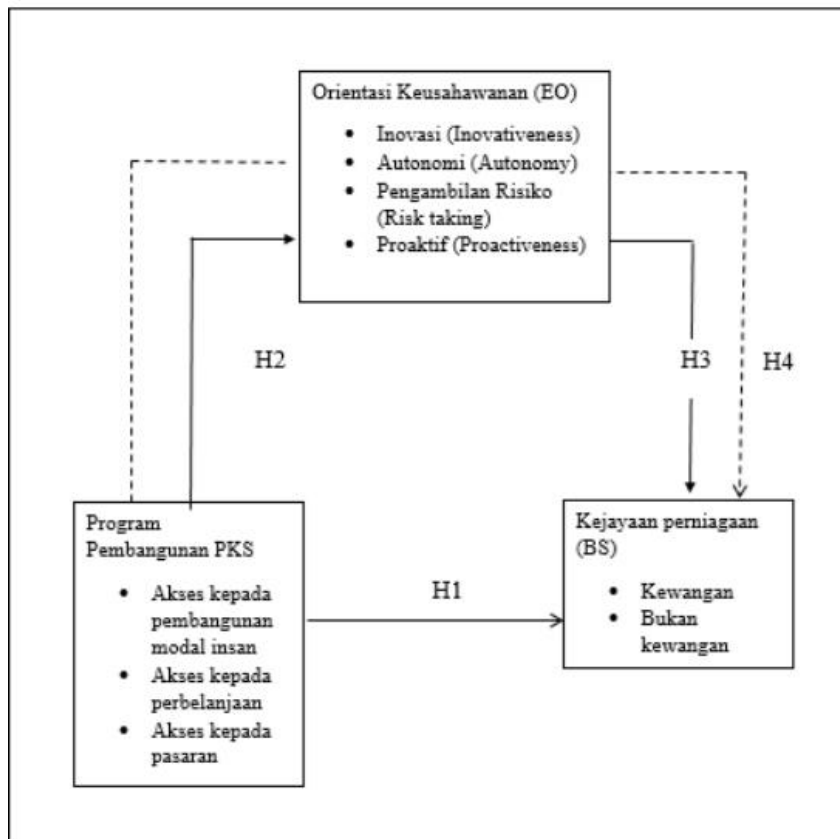 Orientasi Keusahawanan (EO)
• Inovasi (Inovativeness)
• Autonomi (Autonomy)
• Pengambilan Risiko
(Risk taking)
• Proaktif (Proactiveness)
H2
H3
H4
Program
Pembangunan PKS
• Akses kepada
pembangunan
modal insan
• Akses kepada
perbelanjaan
• Akses kepada
pasaran
H1
Kejayaan perniagaan
(BS)
• Kewangan
• Bukan
kewangan